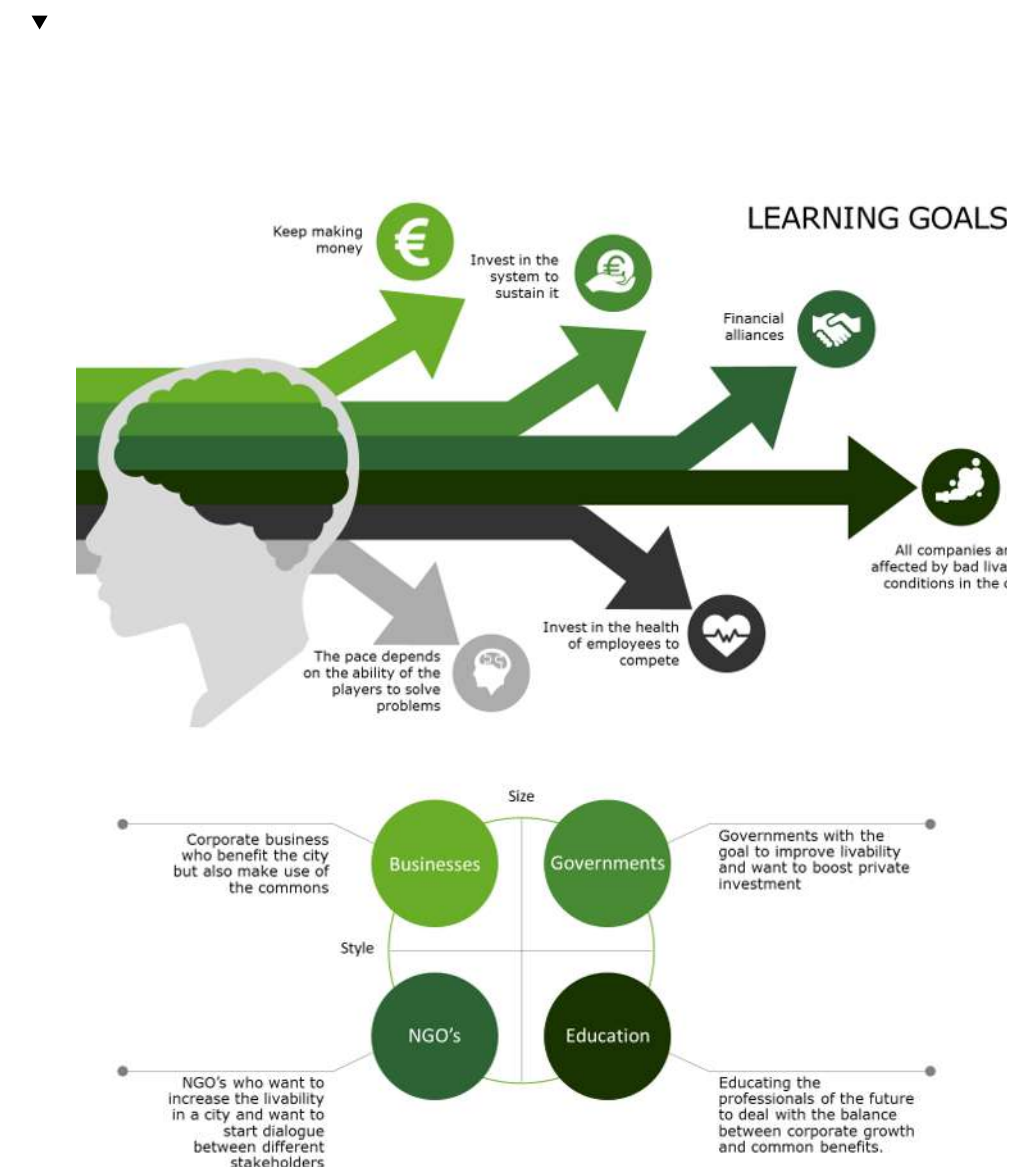 LEARNING GOALS
Keep making
money
Invest in the
system to
sustain it
Financial
alliances
All companies
affected by bad
conditions in the
Invest in the health
of employees to
compete
The pace depends
on the ability of the
players to solve
problems
Size
Corporate business
who benefit the city
but also make use of
the commons
Businesses
Governments
Governments with the
goal to improve livability
and want to boost private
investment
Style
NGO's
Education
NGO's who want to
increase the livability
in a city and want to
start dialogue
between different
stakeholders
Educating the
professionals of the future
to deal with the balance
between corporate growth
and common benefits.